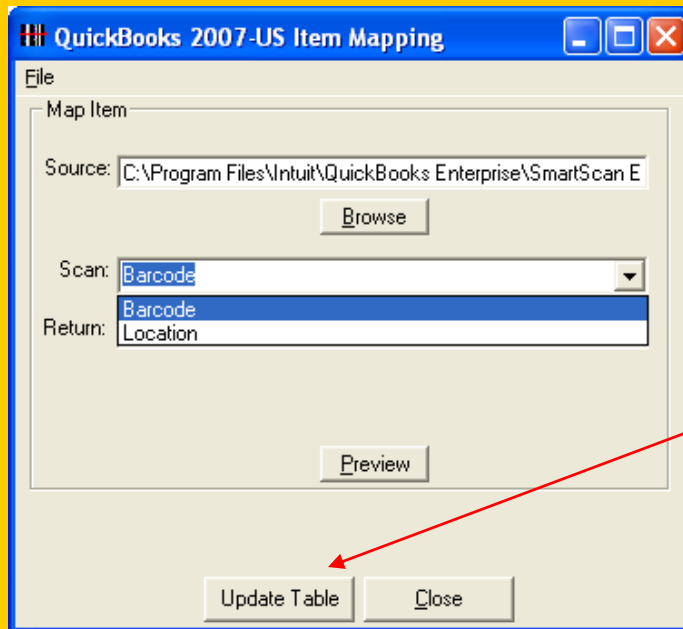 QuickBooks 2007-US Item Mapping
File
Map Item
Source: C:\Program Files\Intuit\QuickBooks Enterprise\SmartScan E
Browse
Scan: Barcode
Barcode
Return: Location
Preview
Update Table Close